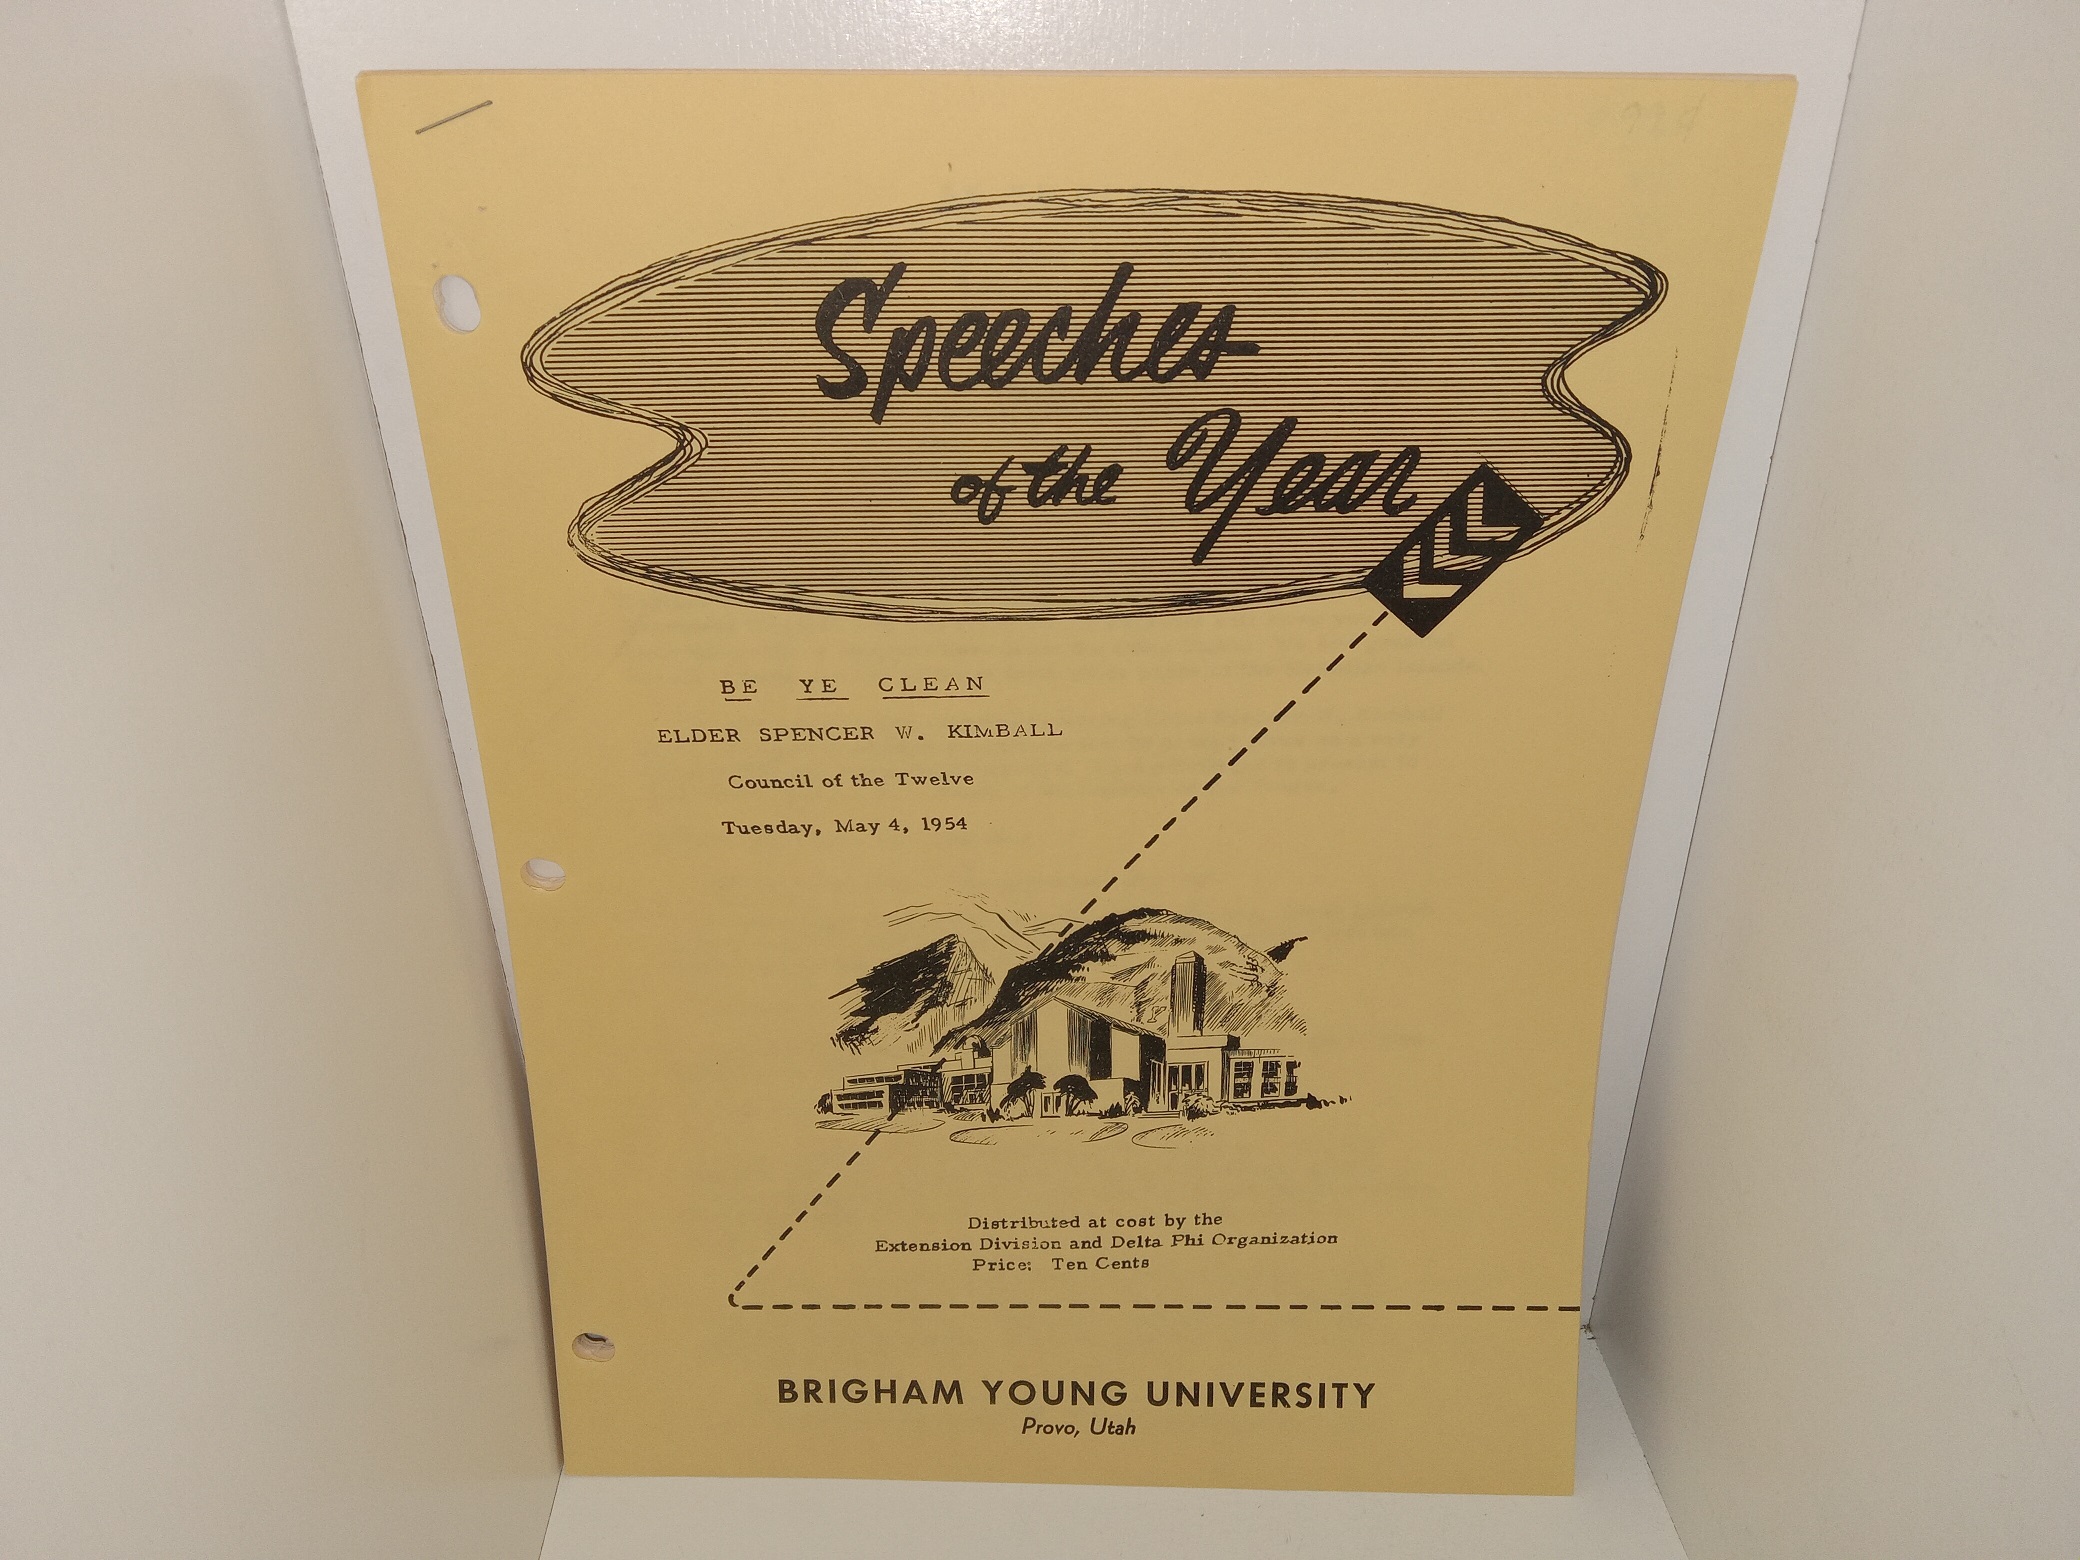 Speeches
of the Year
BE YE CLEAN
ELDER SPENCER W. KIMBALL
Council of the Twelve
Tuesday, May 4, 1954
Y
Distributed at cost by the
Extension Division and Delta Phi Organization
Price: Ten Cents
BRIGHAM YOUNG UNIVERSITY
Provo, Utah